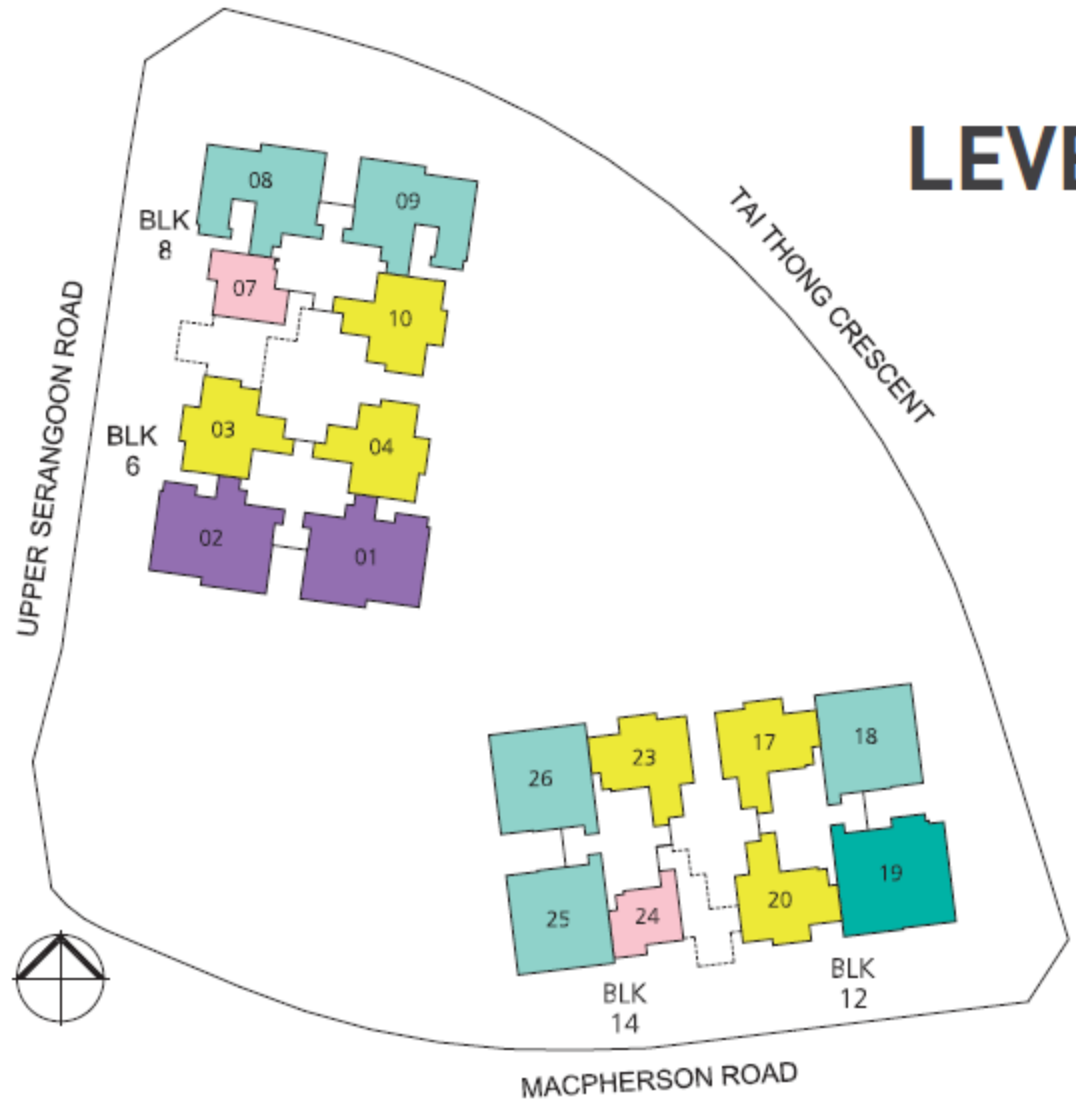 LEVE
TAI THONG CRESCENT
UPPER SERANGOON ROAD
08
09
BLK
8
07
10
03
04
BLK
6
02
01
26
23
17
18
25
24
20
19
BLK
14
BLK
12
MACPHERSON ROAD